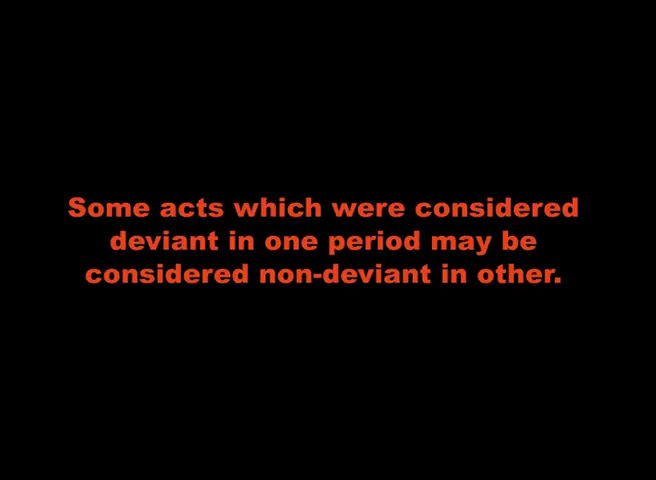 Some acts which were considered
deviant in one period may be
considered non-deviant in other.